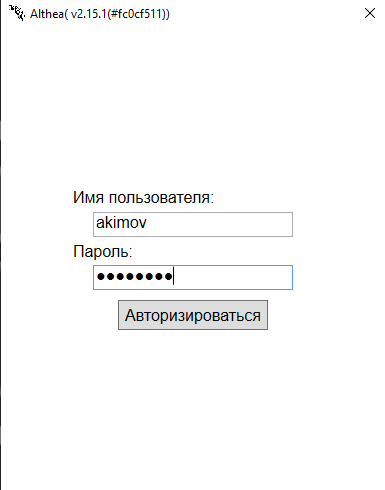 Althea( v2.15.1(#fc0cf511))
Имя пользователя:
akimov
Пароль:
●●●●●●●●
Авторизироваться